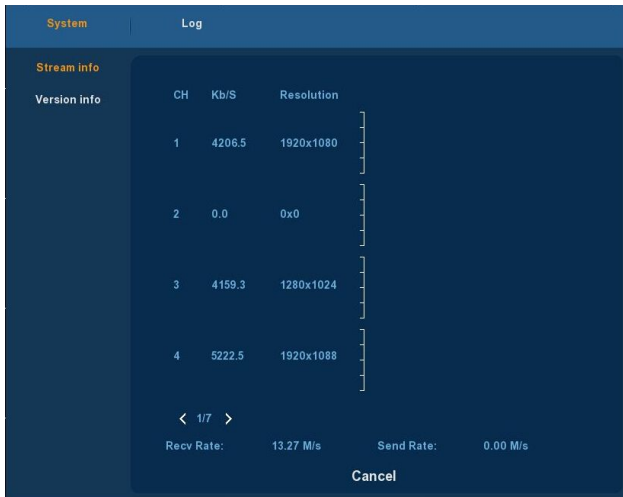 System Log
Stream info
Version info
CH Kb/S Resolution
1 4206.5 1920x1080
2 0.0 0x0
3 4159.3 1280x1024
4 5222.5 1920x1088
< 1/7 >
Recv Rate: 13.27 M/s Send Rate: 0.00 M/s
Cancel